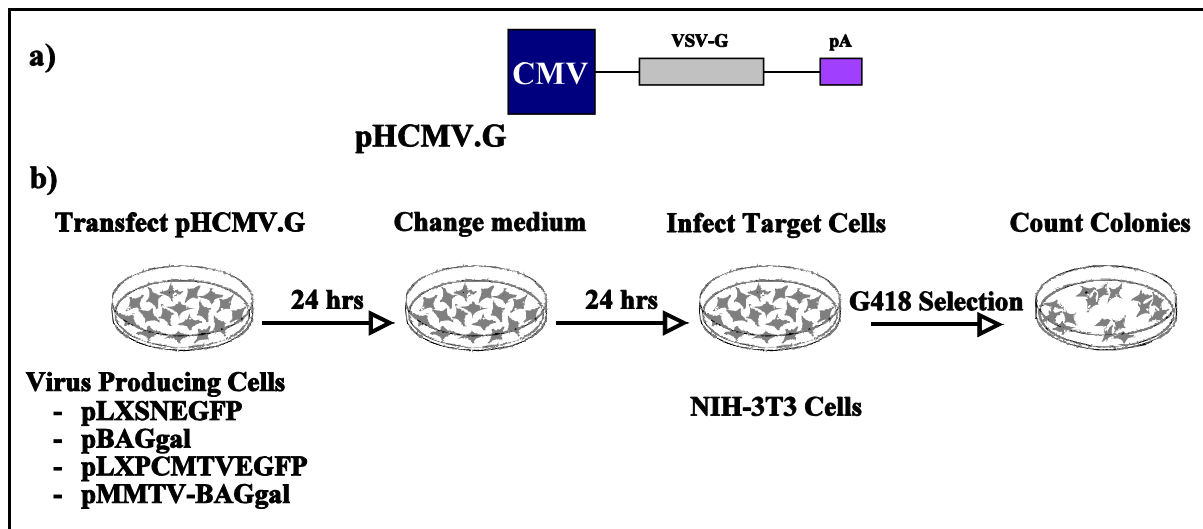 a)
VSV-G
pA
CMV
pHCMV.G
b)
Transfect pHCMV.G
Change medium
Infect Target Cells
Count Colonies
24 hrs
24 hrs
G418 Selection
Virus Producing Cells
- pLXSNEGFP
- pBAGgal
- pLXPCMTVEGFP
- pMMTV-BAGgal
NIH-3T3 Cells